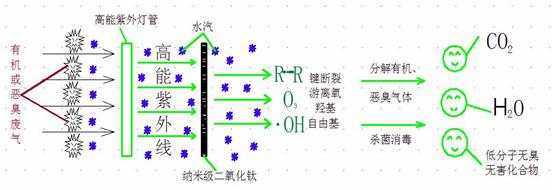 高能紫外灯管
水汽
有机或恶臭废气
高能紫外线
纳米级二氧化钛
R-R
O₃
·OH
键断裂
游离氧
羟基
自由基
分解有机、
恶臭气体
杀菌消毒
CO₂
H₂O
低分子无臭
无害化合物